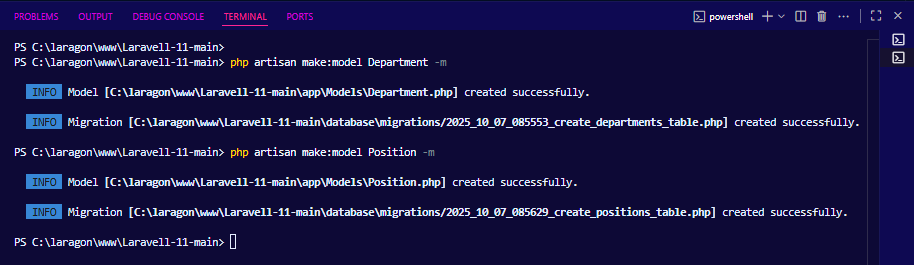 PROBLEMS OUTPUT DEBUG CONSOLE TERMINAL PORTS powershell
PS C:\laragon\www\Laravell-11-main>
PS C:\laragon\www\Laravell-11-main> php artisan make:model Department -m
INFO Model [C:\laragon\www\Laravell-11-main\app\Models\Department.php] created successfully.
INFO Migration [C:\laragon\www\Laravell-11-main\database\migrations/2025_10_07_085553_create_departments_table.php] created successfully.
PS C:\laragon\www\Laravell-11-main> php artisan make:model Position -m
INFO Model [C:\laragon\www\Laravell-11-main\app\Models\Position.php] created successfully.
INFO Migration [C:\laragon\www\Laravell-11-main\database\migrations/2025_10_07_085629_create_positions_table.php] created successfully.
PS C:\laragon\www\Laravell-11-main>